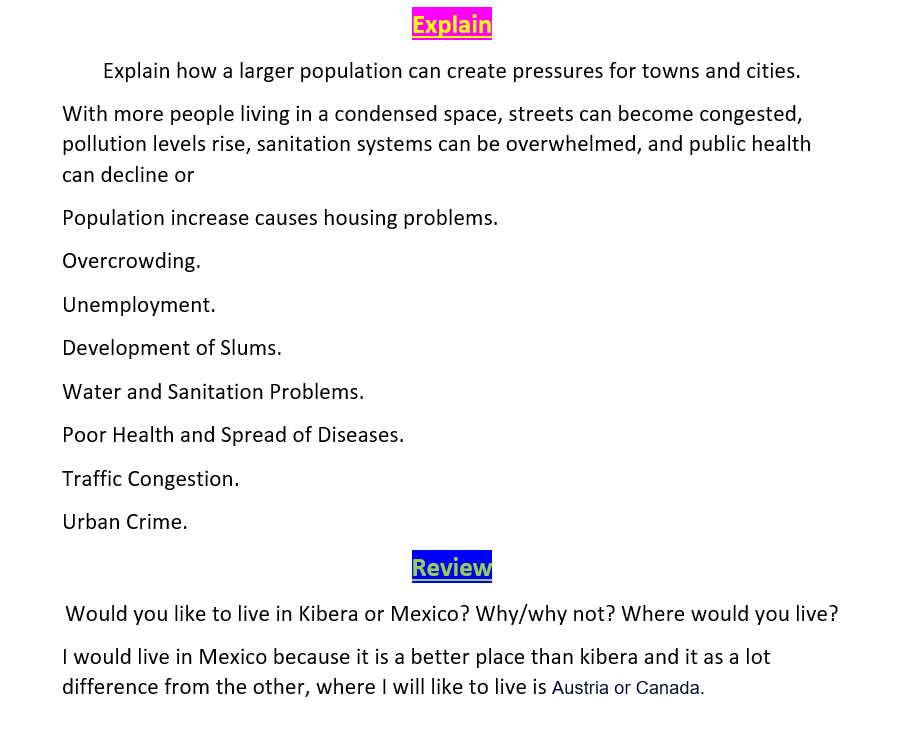 Explain
Explain how a larger population can create pressures for towns and cities.
With more people living in a condensed space, streets can become congested,
pollution levels rise, sanitation systems can be overwhelmed, and public health
can decline or
Population increase causes housing problems.
Overcrowding.
Unemployment.
Development of Slums.
Water and Sanitation Problems.
Poor Health and Spread of Diseases.
Traffic Congestion.
Urban Crime.
Review
Would you like to live in Kibera or Mexico? Why/why not? Where would you live?
I would live in Mexico because it is a better place than kibera and it as a lot
difference from the other, where I will like to live is Austria or Canada.